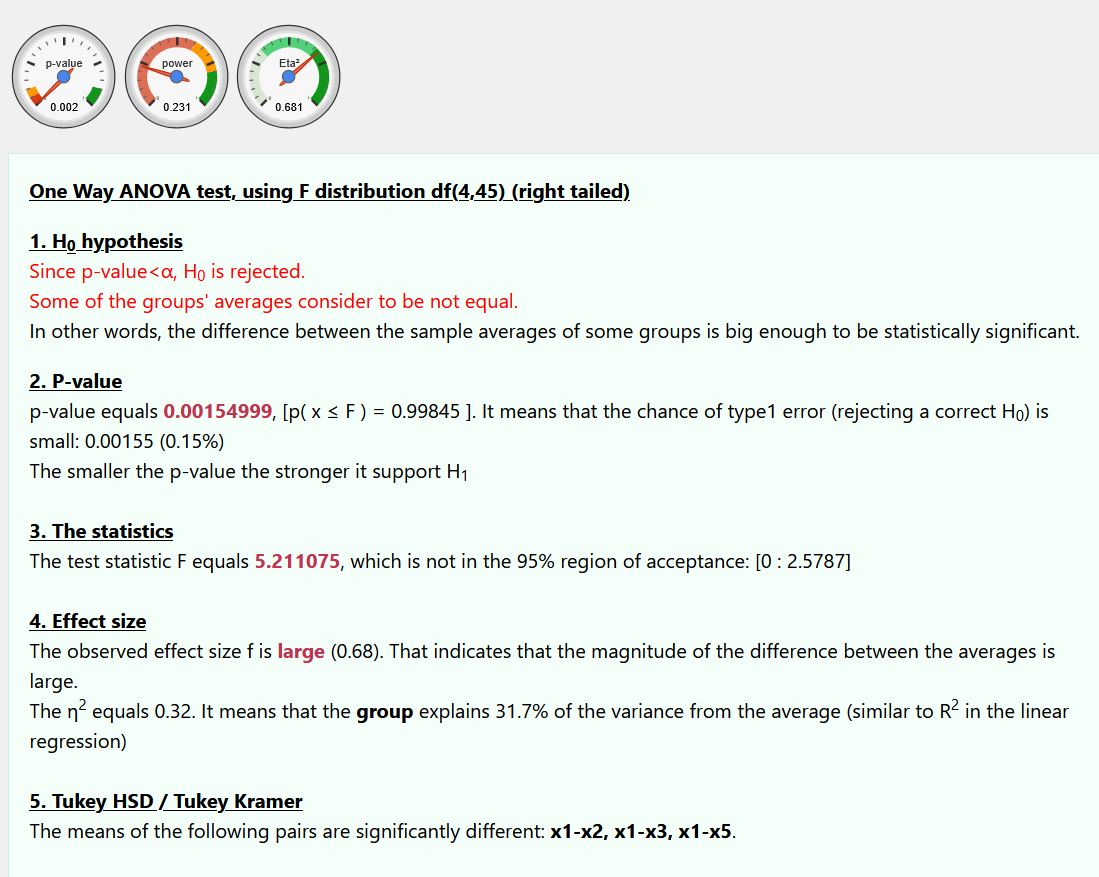 p-value
0.002
power
0.231
Eta²
0.681
One Way ANOVA test, using F distribution df(4,45) (right tailed)
1. H₀ hypothesis
Since p-value<α, H₀ is rejected.
Some of the groups' averages consider to be not equal.
In other words, the difference between the sample averages of some groups is big enough to be statistically significant.
2. P-value
p-value equals 0.00154999, [p( x ≤ F ) = 0.99845 ]. It means that the chance of type1 error (rejecting a correct H₀) is
small: 0.00155 (0.15%)
The smaller the p-value the stronger it support H₁
3. The statistics
The test statistic F equals 5.211075, which is not in the 95% region of acceptance: [0 : 2.5787]
4. Effect size
The observed effect size f is large (0.68). That indicates that the magnitude of the difference between the averages is
large.
The η² equals 0.32. It means that the group explains 31.7% of the variance from the average (similar to R² in the linear
regression)
5. Tukey HSD / Tukey Kramer
The means of the following pairs are significantly different: x1-x2, x1-x3, x1-x5.